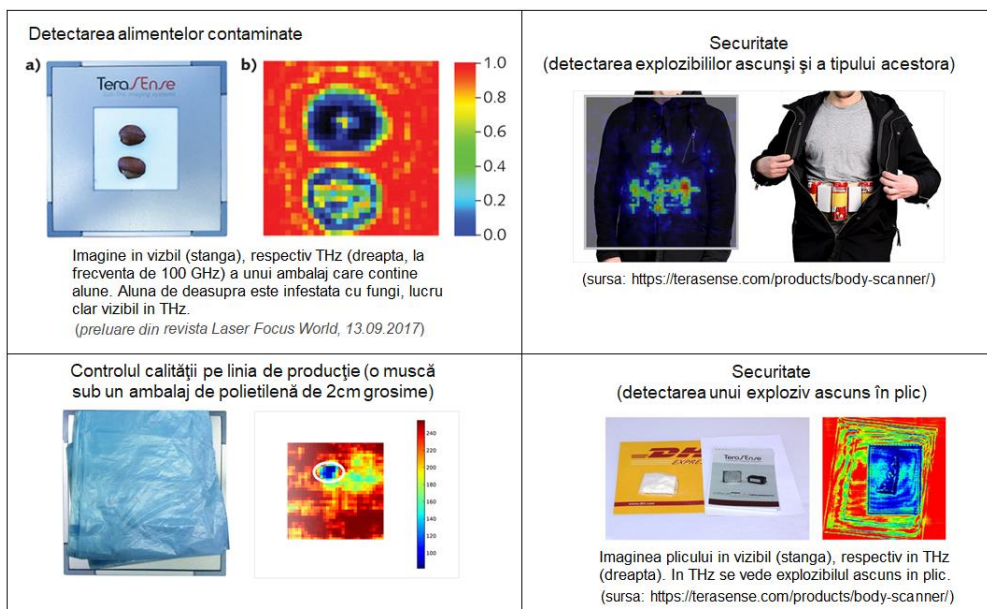 Detectarea alimentelor contaminate
a)
b)
TeraSEnse
1.0
0.8
0.6
0.4
0.2
0.0
Imagine in vizbil (stanga), respectiv THz (dreapta, la
frecventa de 100 GHz) a unui ambalaj care contine
alune. Aluna de deasupra este infestata cu fungi, lucru
clar vizibil in THz.
(preluare din revista Laser Focus World, 13.09.2017)
Securitate
(detectarea explozibililor ascunşi şi a tipului acestora)
(sursa: https://terasense.com/products/body-scanner/)
Controlul calităţii pe linia de producţie (o muscă
sub un ambalaj de polietilenă de 2cm grosime)
240
220
200
180
160
140
120
100
Securitate
(detectarea unui exploziv ascuns în plic)
DH
EXPRES
TeraSEnse
Imaginea plicului in vizibil (stanga), respectiv in THz
(dreapta). In THz se vede explozibilul ascuns in plic.
(sursa: https://terasense.com/products/body-scanner/)